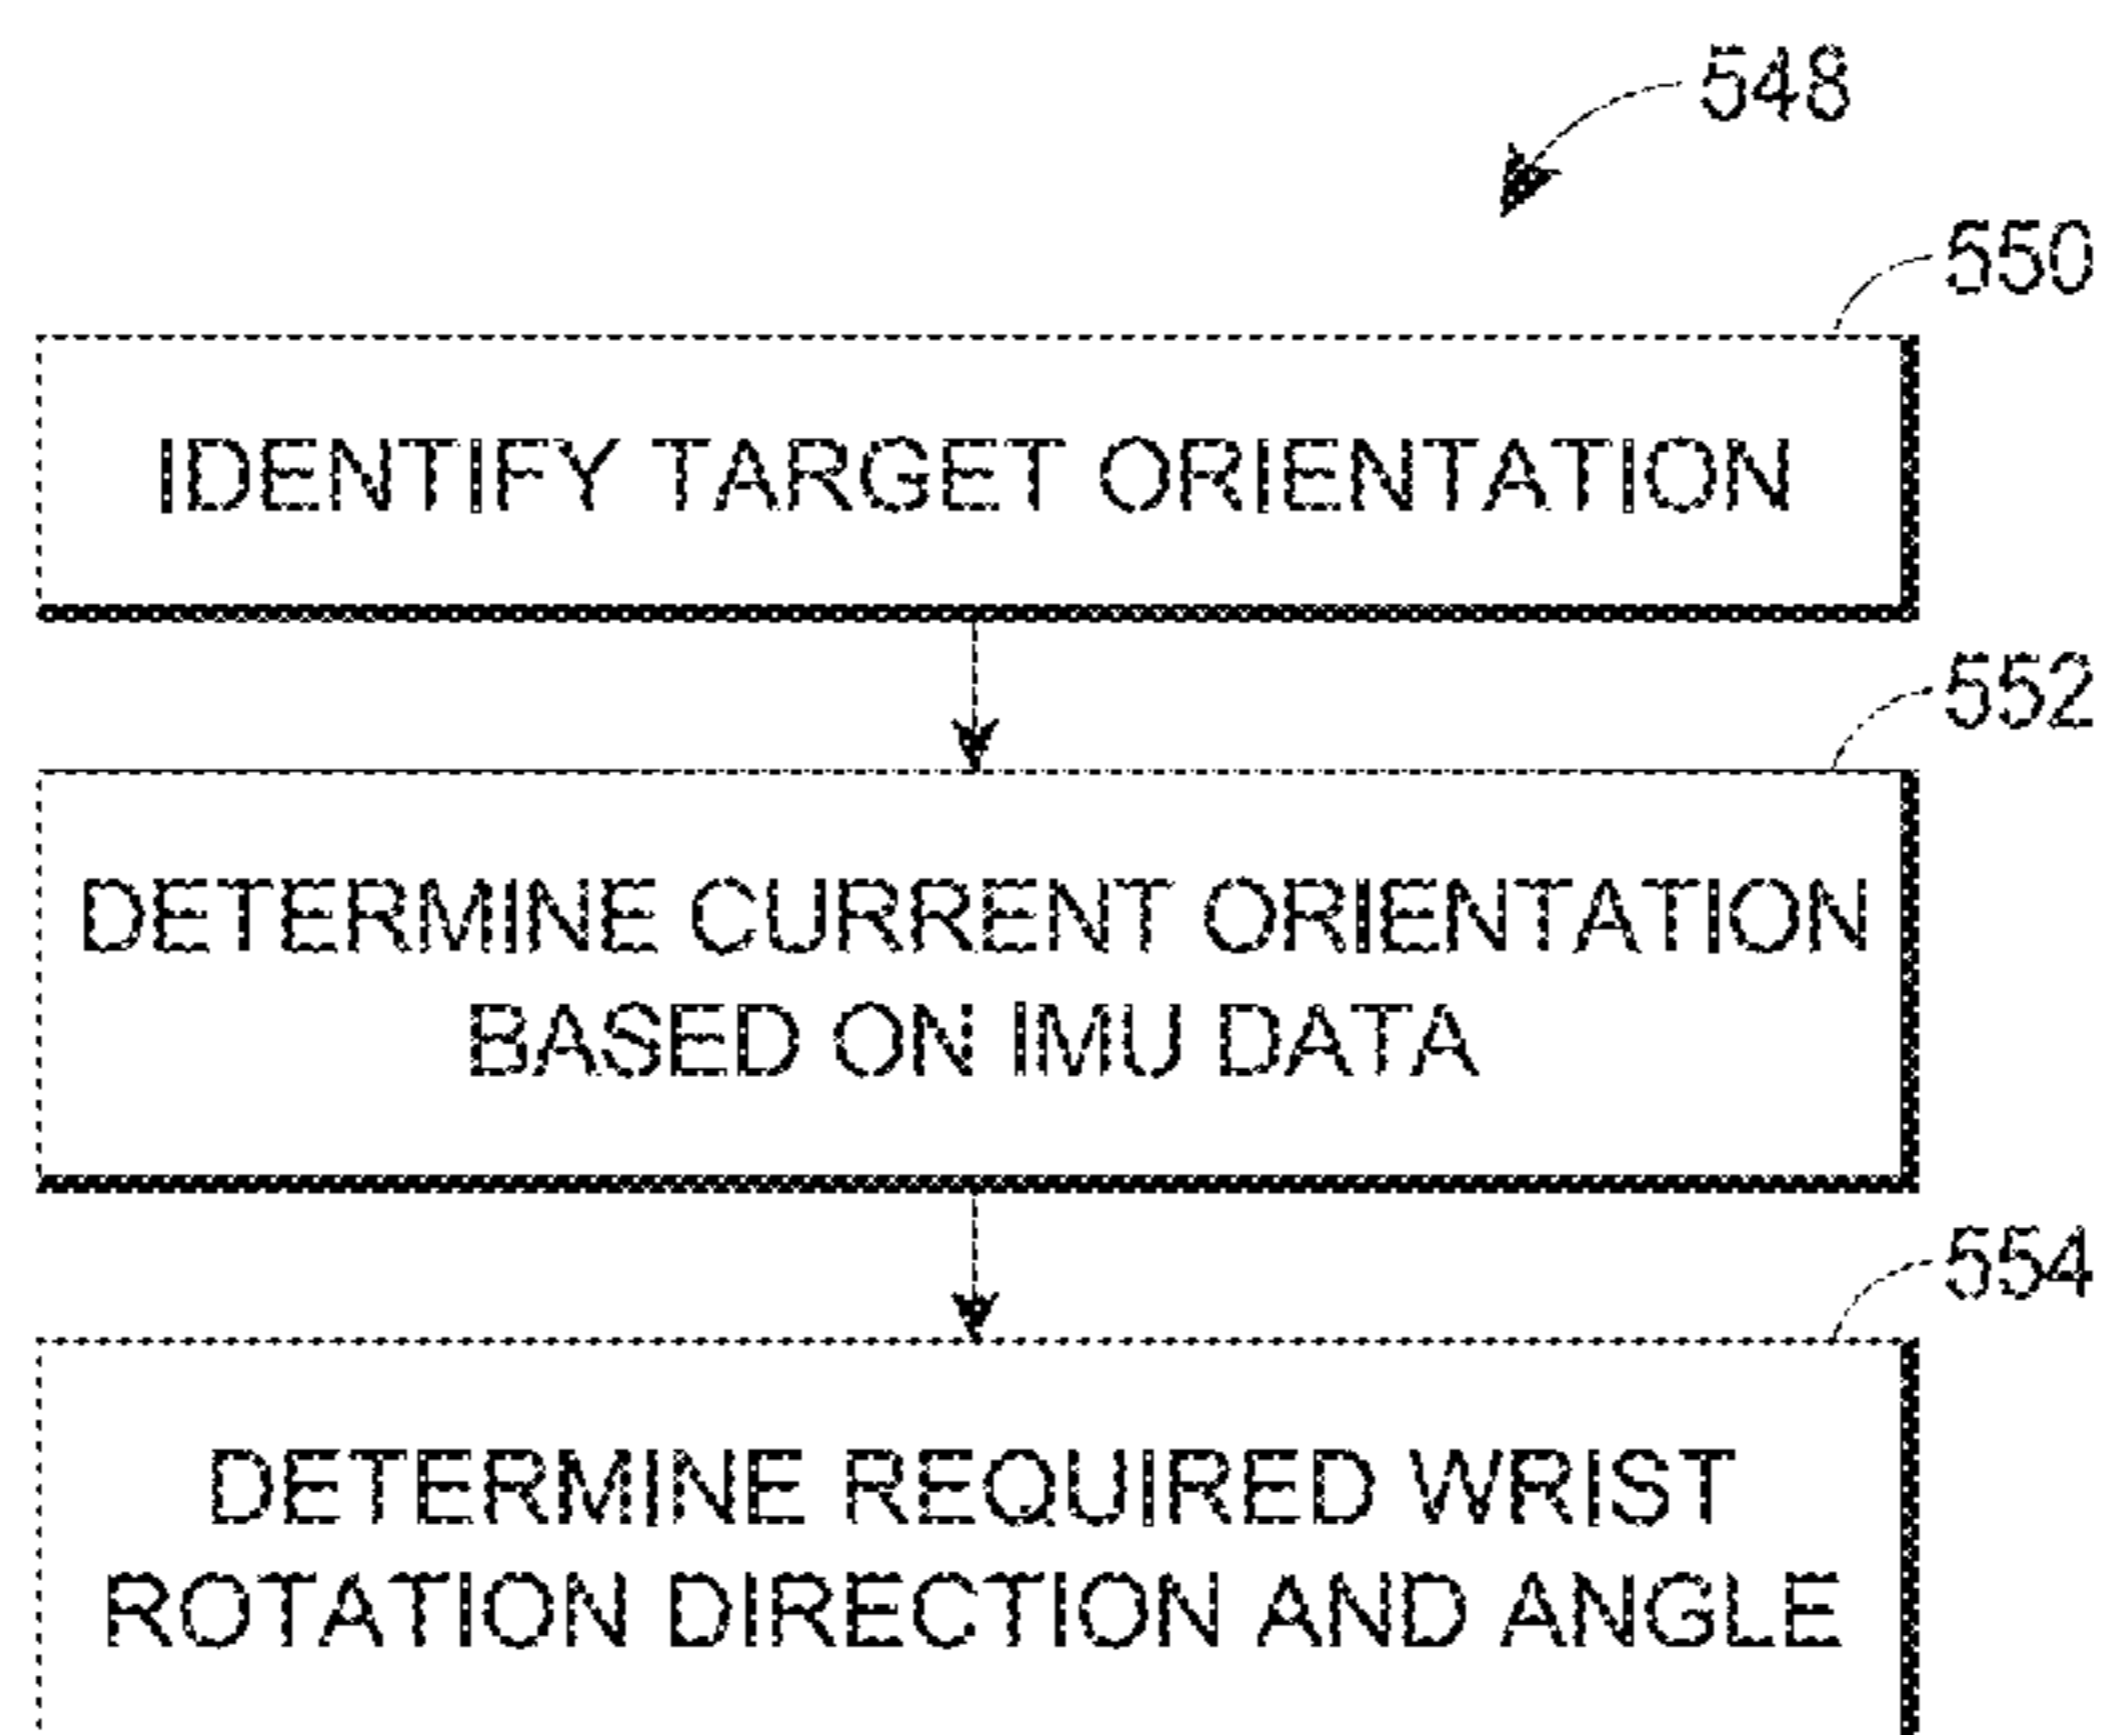 548
550
IDENTIFY TARGET ORIENTATION
552
DETERMINE CURRENT ORIENTATION
BASED ON IMU DATA
554
DETERMINE REQUIRED WRIST
ROTATION DIRECTION AND ANGLE